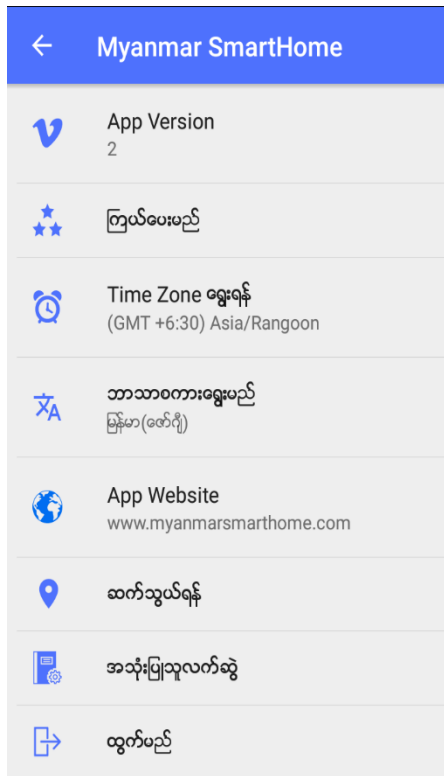 Myanmar SmartHome
App Version
2
ကြယ်ပေးမည်
Time Zone ရွေးရန်
(GMT +6:30) Asia/Rangoon
ဘာသာစကားရွေးမည်
မြန်မာ(ဇော်ဂျီ)
App Website
www.myanmarsmarthome.com
ဆက်သွယ်ရန်
အသုံးပြုသူလက်ဆွဲ
ထွက်မည်